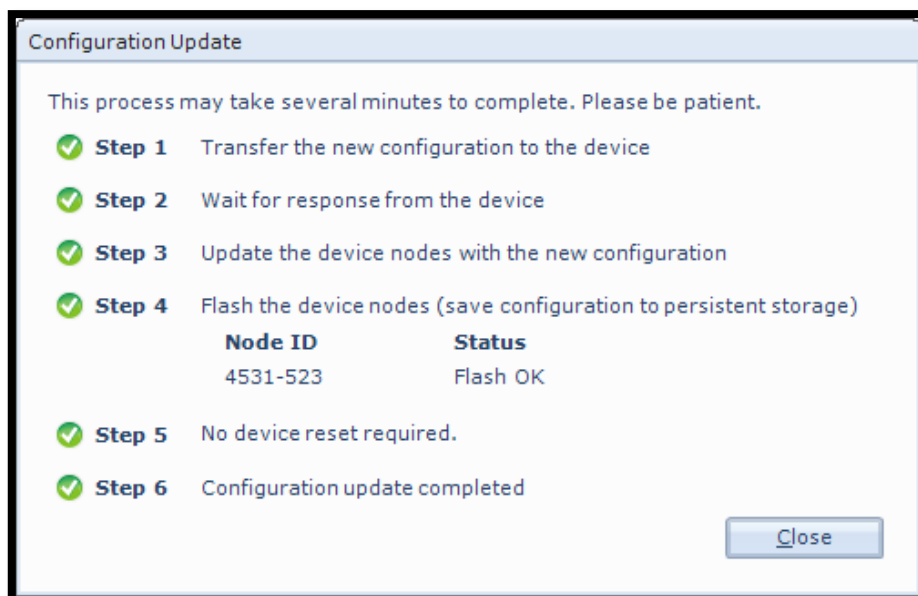 Configuration Update
This process may take several minutes to complete. Please be patient.
Step 1 Transfer the new configuration to the device
Step 2 Wait for response from the device
Step 3 Update the device nodes with the new configuration
Step 4 Flash the device nodes (save configuration to persistent storage)
Node ID Status
4531-523 Flash OK
Step 5 No device reset required.
Step 6 Configuration update completed
Close